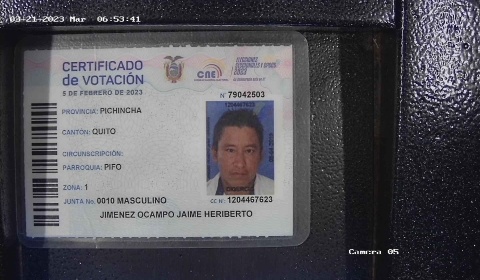 03-21-2023 Mar 06:53:41
CERTIFICADO
de VOTACIÓN
5 DE FEBRERO DE 2023
CNE
ELECCIONES
SECCIONALES Y CPCCS
2023
N° 79042503
1204467623
PROVINCIA: PICHINCHA
CANTÓN: QUITO
CIRCUNSCRIPCIÓN:
PARROQUIA: PIFO
ZONA: 1
JUNTA No. 0010 MASCULINO
CC N°: 1204467623
JIMENEZ OCAMPO JAIME HERIBERTO
Camera 05